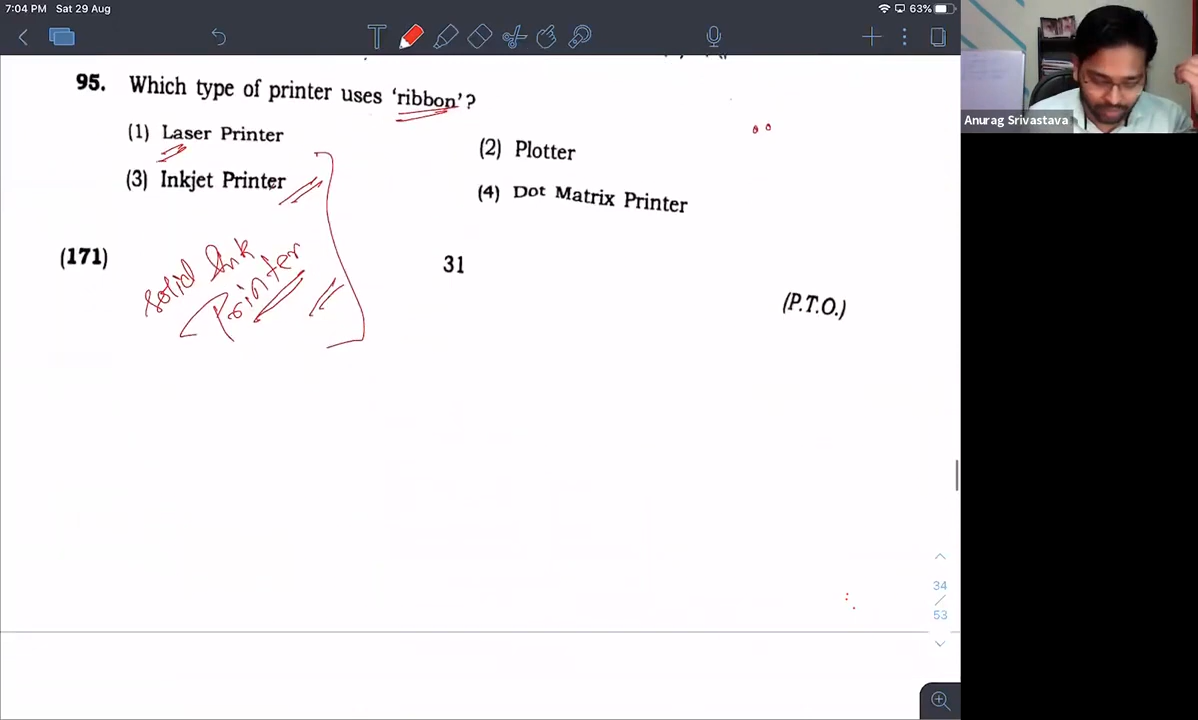 7:04 PM Sat 29 Aug
63%
95. Which type of printer uses ‘ribbon’?
(1) Laser Printer
(2) Plotter
(3) Inkjet Printer
(4) Dot Matrix Printer
Solid Ink
Printer
(171)
31
(P.T.O.)
Anurag Srivastava
34
53